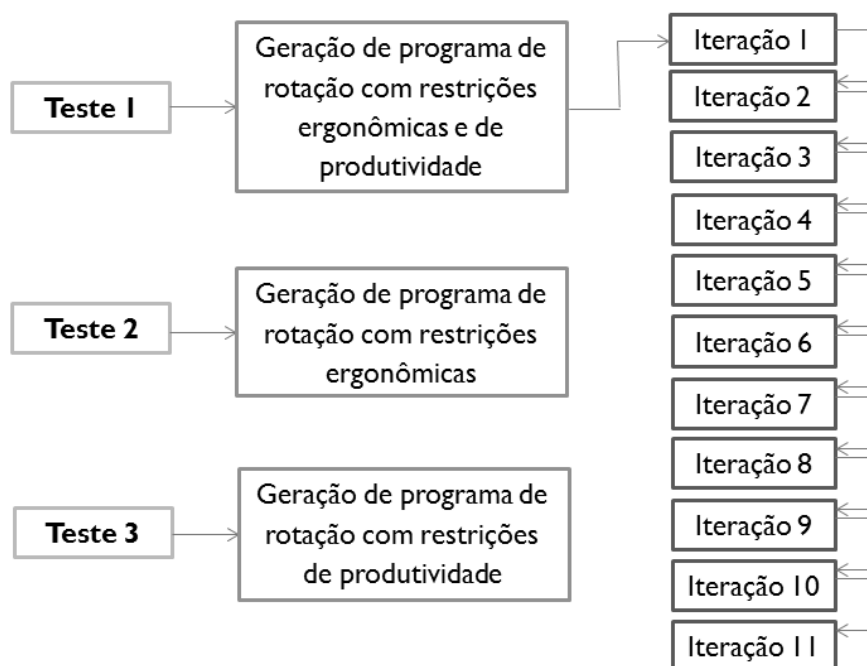 Teste 1
Geração de programa de
rotação com restrições
ergonômicas e de
produtividade
Teste 2
Geração de programa de
rotação com restrições
ergonômicas
Teste 3
Geração de programa de
rotação com restrições
de produtividade
Iteração 1
Iteração 2
Iteração 3
Iteração 4
Iteração 5
Iteração 6
Iteração 7
Iteração 8
Iteração 9
Iteração 10
Iteração 11